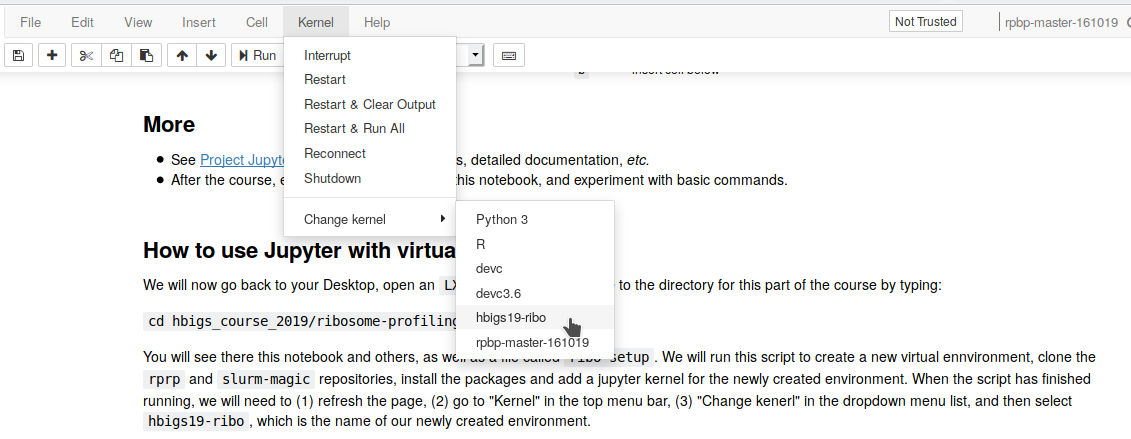 File Edit View Insert Cell Kernel Help Not Trusted rpbp-master-161019
Run
Interrupt
Restart
Restart & Clear Output
Restart & Run All
Reconnect
Shutdown
Change kernel
Python 3
R
devc
devc3.6
hbigs19-ribo
rpbp-master-161019
insert cell below
More
See Project Jupyt s, detailed documentation, etc.
After the course, e this notebook, and experiment with basic commands.
How to use Jupyter with virtua
We will now go back to your Desktop, open an LX to the directory for this part of the course by typing:
cd hbigs_course_2019/ribosome-profiling
You will see there this notebook and others, as well as a file called ribo-setup. We will run this script to create a new virtual ennvironment, clone the
rprp and slurm-magic repositories, install the packages and add a jupyter kernel for the newly created environment. When the script has finished
running, we will need to (1) refresh the page, (2) go to "Kernel" in the top menu bar, (3) "Change kenerl" in the dropdown menu list, and then select
hbigs19-ribo, which is the name of our newly created environment.